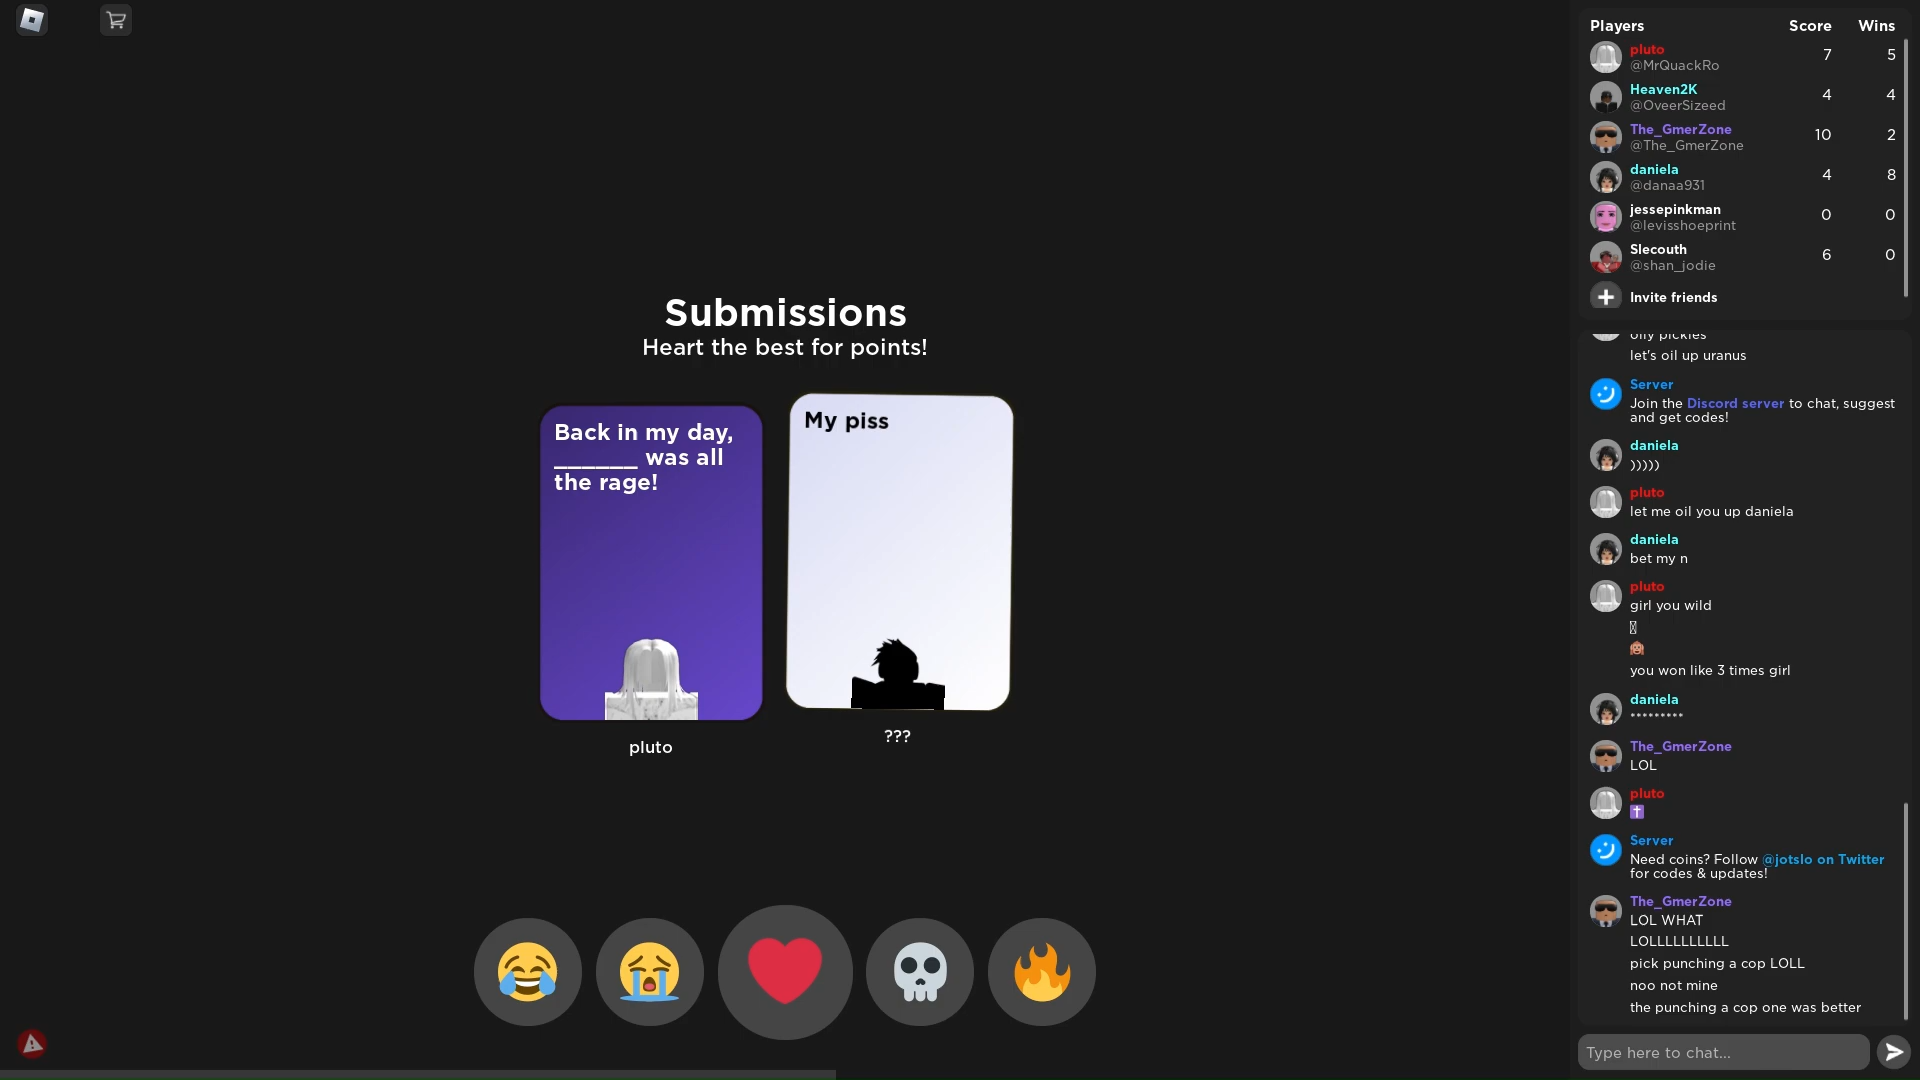 Submissions
Heart the best for points!
Back in my day,
______ was all
the rage!
pluto
My piss
???
Players Score Wins
pluto
@MrQuackRo
7 5
Heaven2K
@OveerSizeed
4 4
The_GmerZone
@The_GmerZone
10 2
daniela
@danaa931
4 8
jessepinkman
@levisshoeprint
0 0
Slecouth
@shan_jodie
6 0
Invite friends
oily pickles
let's oil up uranus
Server
Join the Discord server to chat, suggest
and get codes!
daniela
)))))
pluto
let me oil you up daniela
daniela
bet my n
pluto
girl you wild
you won like 3 times girl
daniela
*********
The_GmerZone
LOL
pluto
Server
Need coins? Follow @jotslo on Twitter
for codes & updates!
The_GmerZone
LOL WHAT
LOLLLLLLLLLL
pick punching a cop LOLL
noo not mine
the punching a cop one was better
Type here to chat...